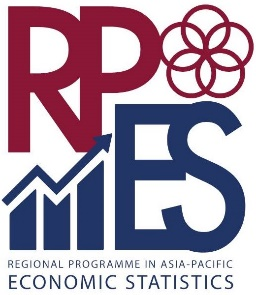 RP
ES
REGIONAL PROGRAMME IN ASIA-PACIFIC
ECONOMIC STATISTICS